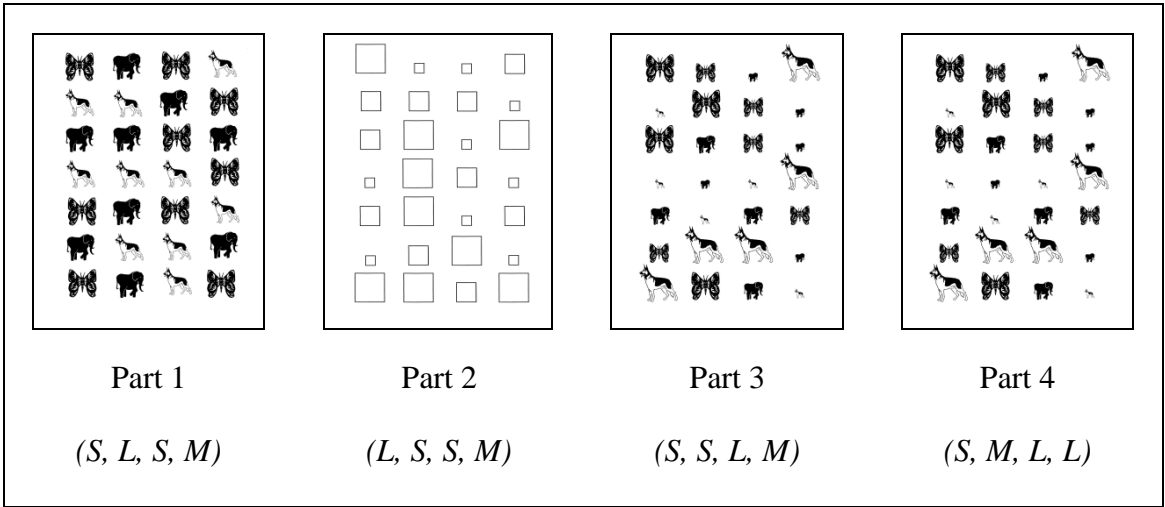 Part 1 Part 2 Part 3 Part 4
(S, L, S, M) (L, S, S, M) (S, S, L, M) (S, M, L, L)